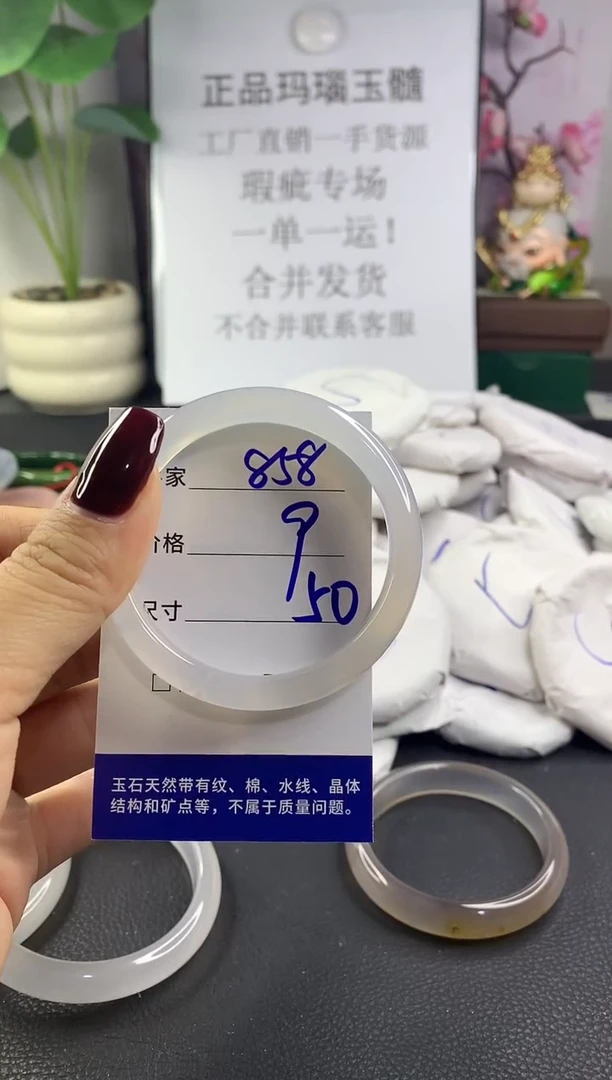 正品玛瑙玉髓
工厂直销一手货源
瑕疵专场
一单一运!
合并发货
不合并联系客服
家 858
价格 9
尺寸 50
玉石天然带有纹、棉、水线、晶体
结构和矿点等，不属于质量问题。